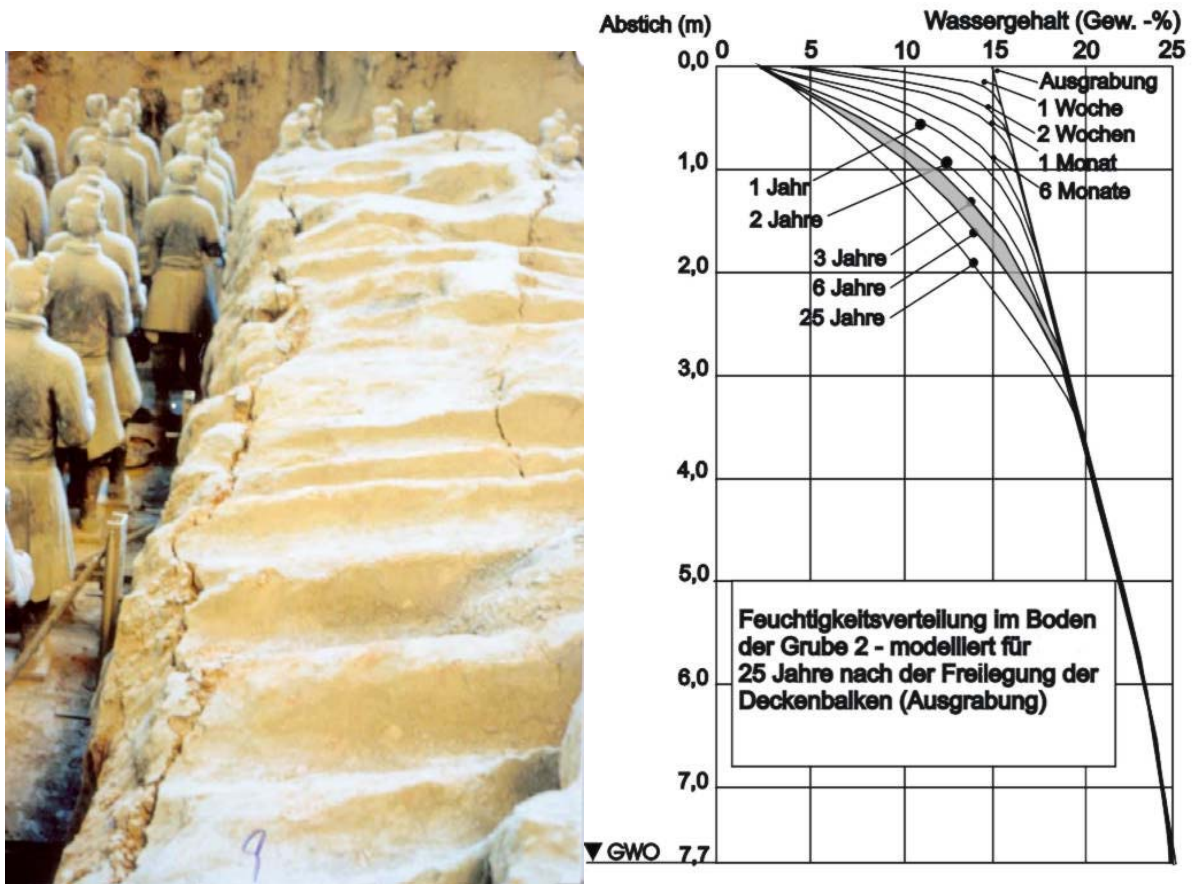 Abstich (m)
Wassergehalt (Gew. -%)
0 5 10 15 20 25
0,0
Ausgrabung
1 Woche
2 Wochen
1 Monat
6 Monate
1,0
1 Jahr
2 Jahre
3 Jahre
6 Jahre
25 Jahre
2,0
3,0
4,0
5,0
Feuchtigkeitsverteilung im Boden
der Grube 2 - modelliert für
25 Jahre nach der Freilegung der
Deckenbalken (Ausgrabung)
6,0
7,0
▼ GWO 7,7
9